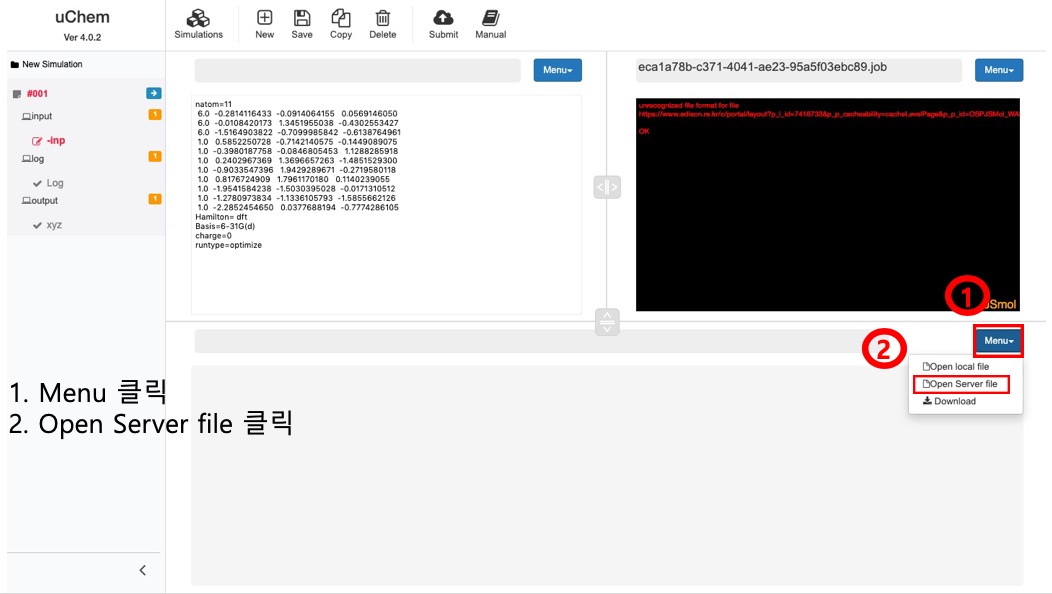 uChem
Ver 4.0.2
Simulations
New
Save
Copy
Delete
Submit
Manual
New Simulation
#001
input
1
-inp
log
1
Log
output
1
xyz
Menu
natom=11
6.0 -0.2814116433 -0.0914064155 0.0569146050
6.0 -0.0108420173 1.3451955038 -0.4302553427
6.0 -1.5164903822 -0.7099985842 -0.6138764961
1.0 0.5852250728 -0.7142140575 -0.1449089075
1.0 -0.3980187758 -0.0846805453 1.1288285918
1.0 0.2402967369 1.3696657263 -1.4851529300
1.0 -0.9033547396 1.9429289671 -0.2719580118
1.0 0.8176724909 1.7961170180 0.1140239055
1.0 -1.9541584238 -1.5030395028 -0.0171310512
1.0 -1.2780973834 -1.1336105793 -1.5855662126
1.0 -2.2852454650 0.0377688194 -0.7774286105
Hamilton= dft
Basis=6-31G(d)
charge=0
runtype=optimize
eca1a78b-c371-4041-ae23-95a5f03ebc89.job
Menu
unrecognized file format for file
https://www.edison.re.kr/o/portal/layout?p_l_id=7416733&p_p_cacheability=cacheLevelPage&p_p_id=OSPJSMol_WA
OK
1
Smol
Menu
2
Open local file
Open Server file
Download
1. Menu 클릭
2. Open Server file 클릭